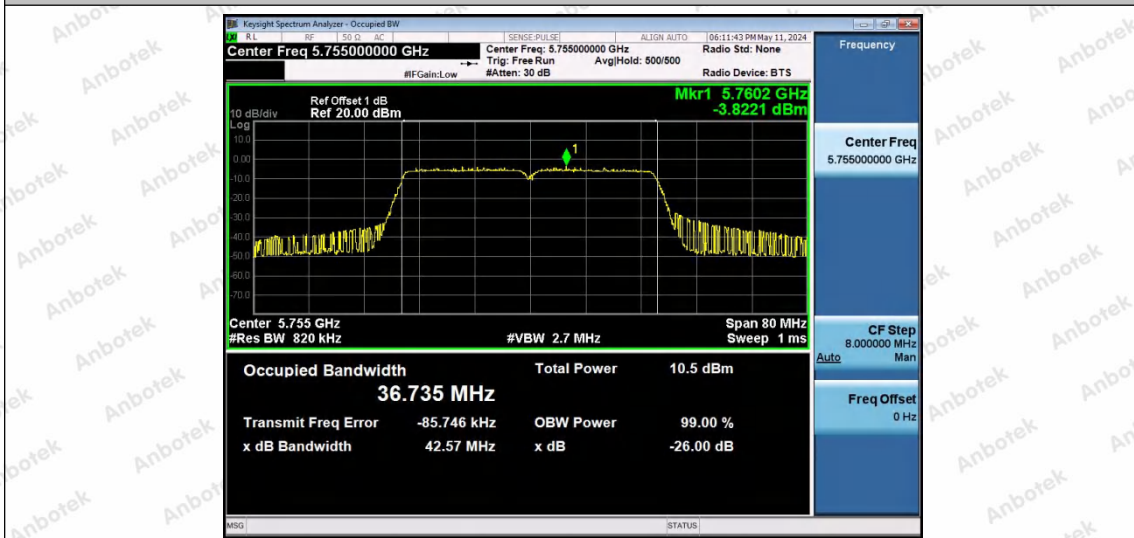 Keysight Spectrum Analyzer - Occupied BW
LXI RL RF 50 Ω AC SENSE:PULSE ALIGN AUTO 06:11:43 PM May 11, 2024
Center Freq 5.755000000 GHz
Center Freq: 5.755000000 GHz Radio Std: None
Trig: Free Run Avg|Hold: 500/500
#IFGain:Low #Atten: 30 dB Radio Device: BTS
Frequency
Mkr1 5.7602 GHz
-3.8221 dBm
Ref Offset 1 dB
10 dB/div Ref 20.00 dBm
Log
10.0
0.00
-10.0
-20.0
-30.0
-40.0
-50.0
-60.0
-70.0
1
Center 5.755 GHz Span 80 MHz
#Res BW 820 kHz #VBW 2.7 MHz Sweep 1 ms
Center Freq
5.755000000 GHz
CF Step
8.000000 MHz
Auto Man
Freq Offset
0 Hz
Occupied Bandwidth Total Power 10.5 dBm
36.735 MHz
Transmit Freq Error -85.746 kHz OBW Power 99.00 %
x dB Bandwidth 42.57 MHz x dB -26.00 dB
MSG STATUS
Anbotek